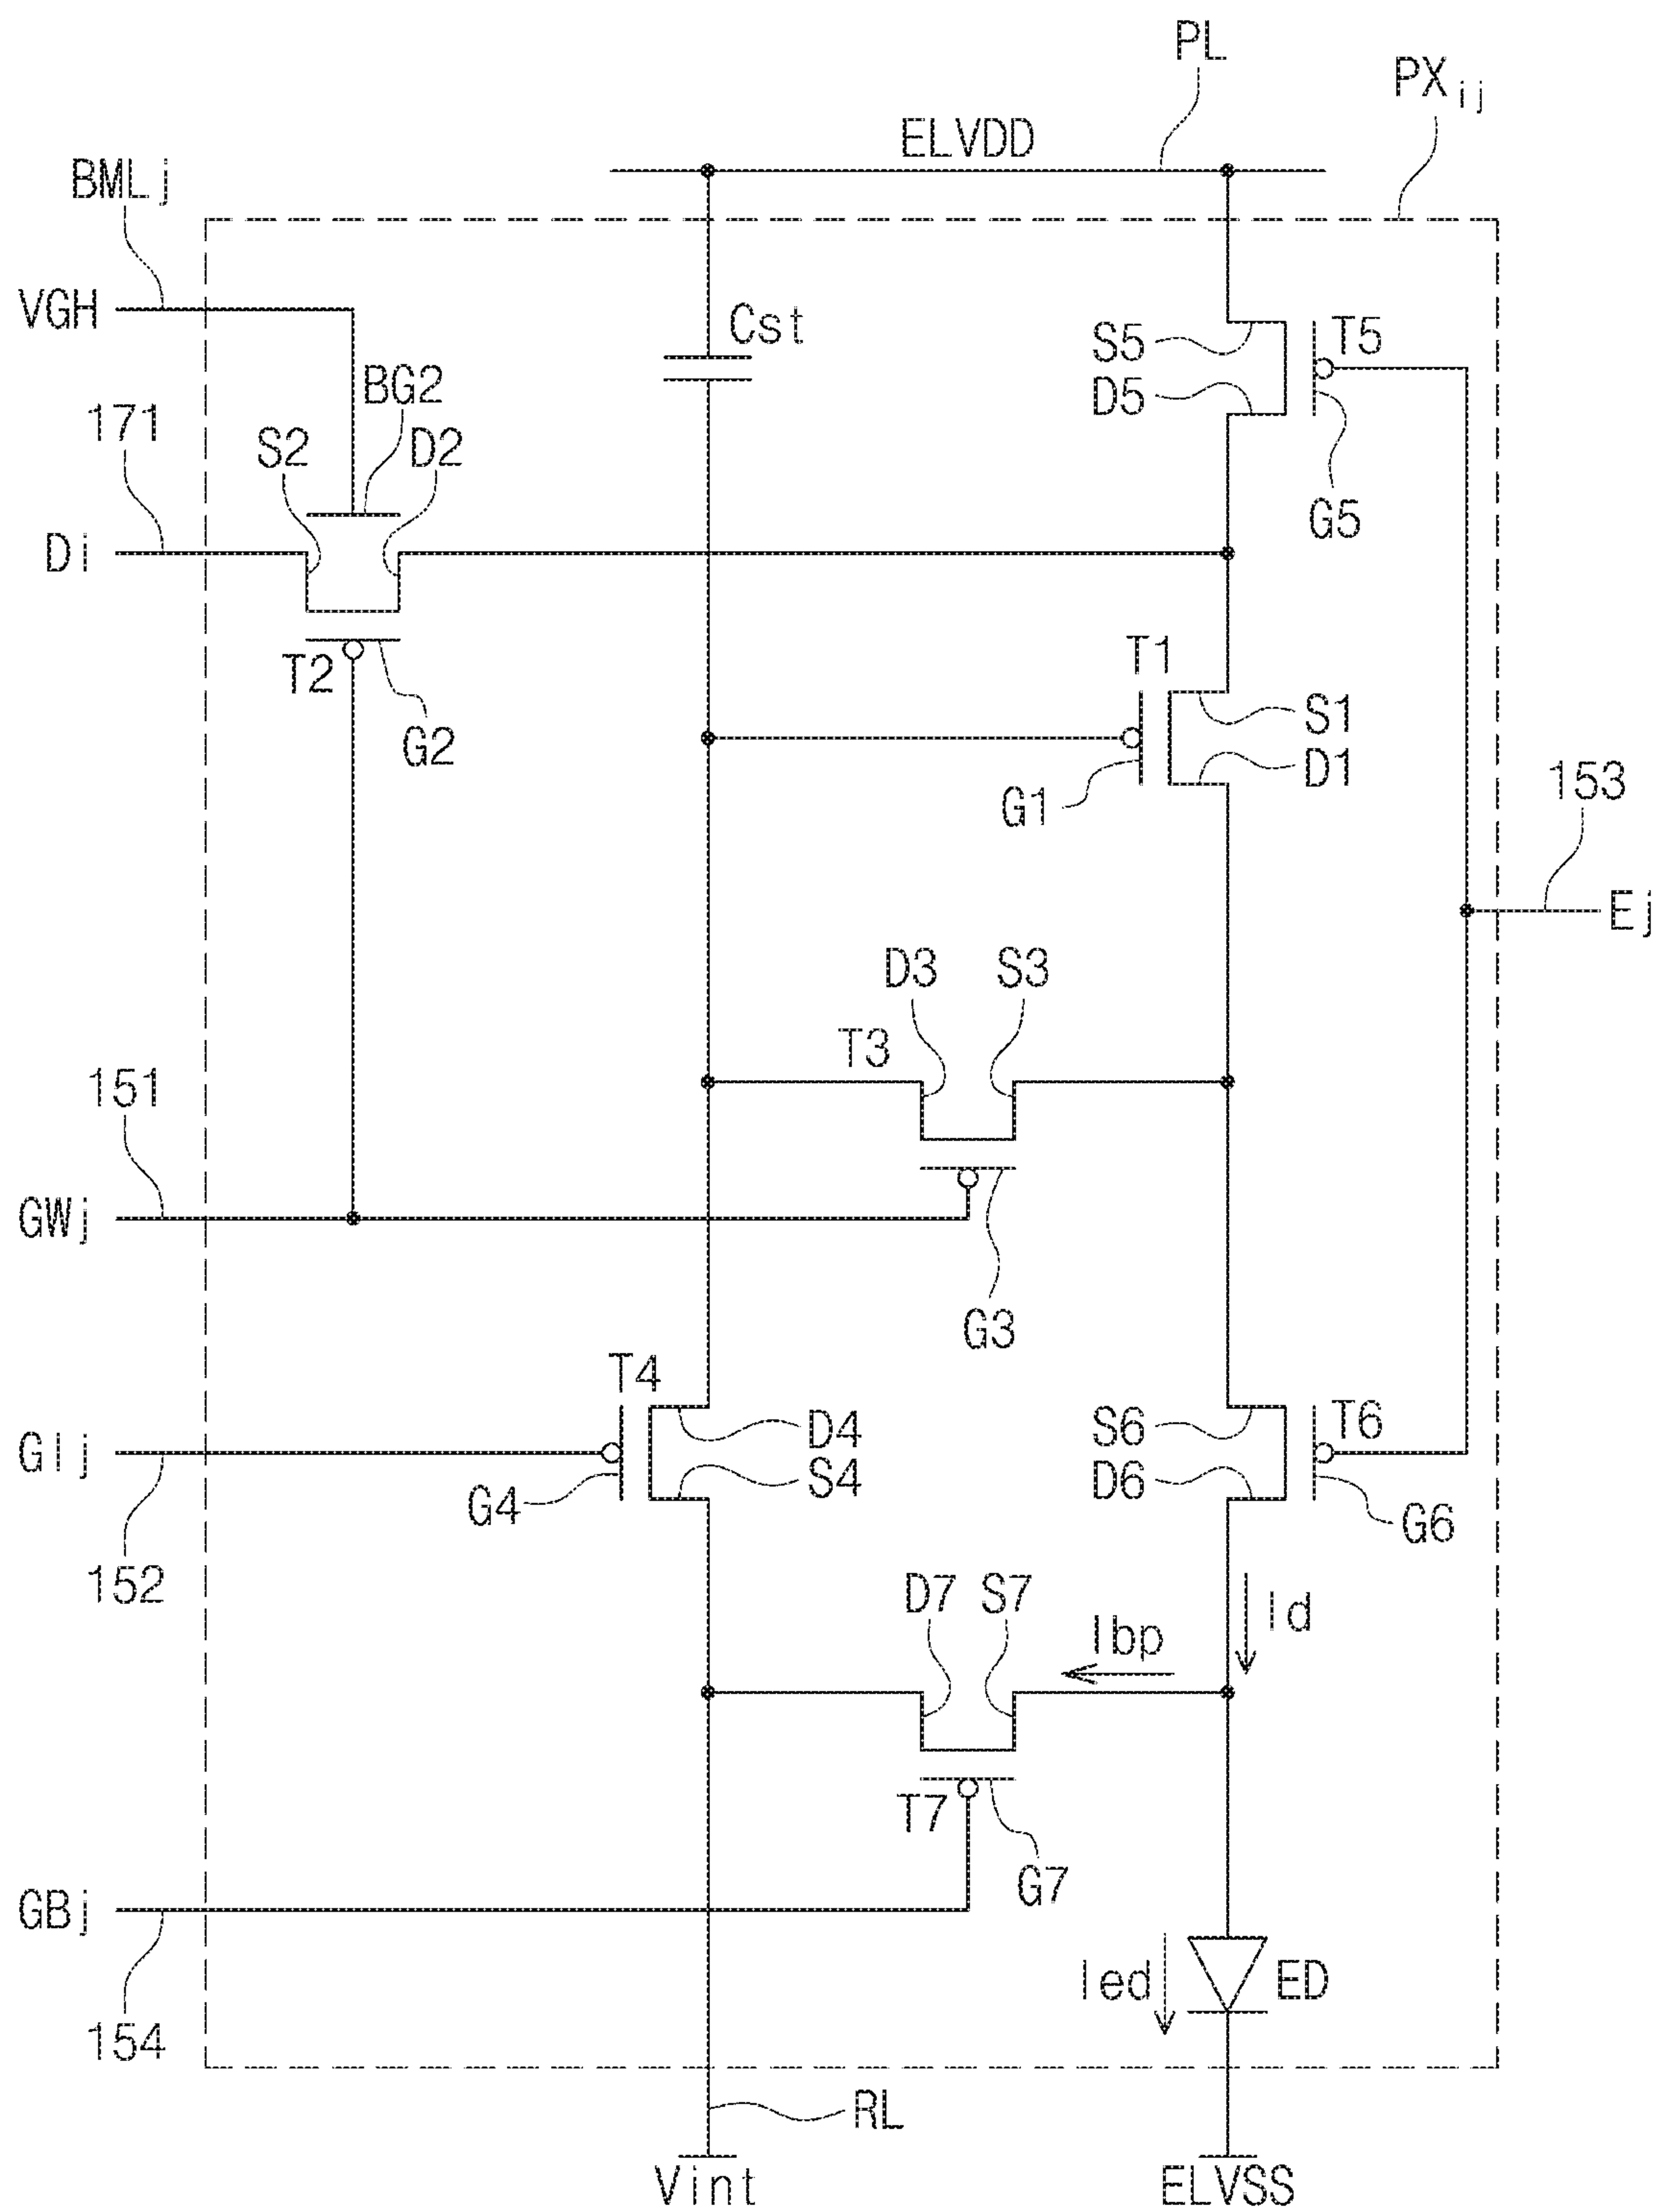 PL
PXij
ELVDD
BMLj
VGH
Cst
S5
T5
D5
BG2
171
S2
D2
G5
Di
T1
T2
S1
G2
D1
G1
153
Ej
D3
S3
T3
151
GWj
G3
T4
D4
S6
T6
GIj
S4
D6
G4
G6
152
D7
S7
Id
Ibp
T7
G7
GBj
Ied
ED
154
RL
Vint
ELVSS